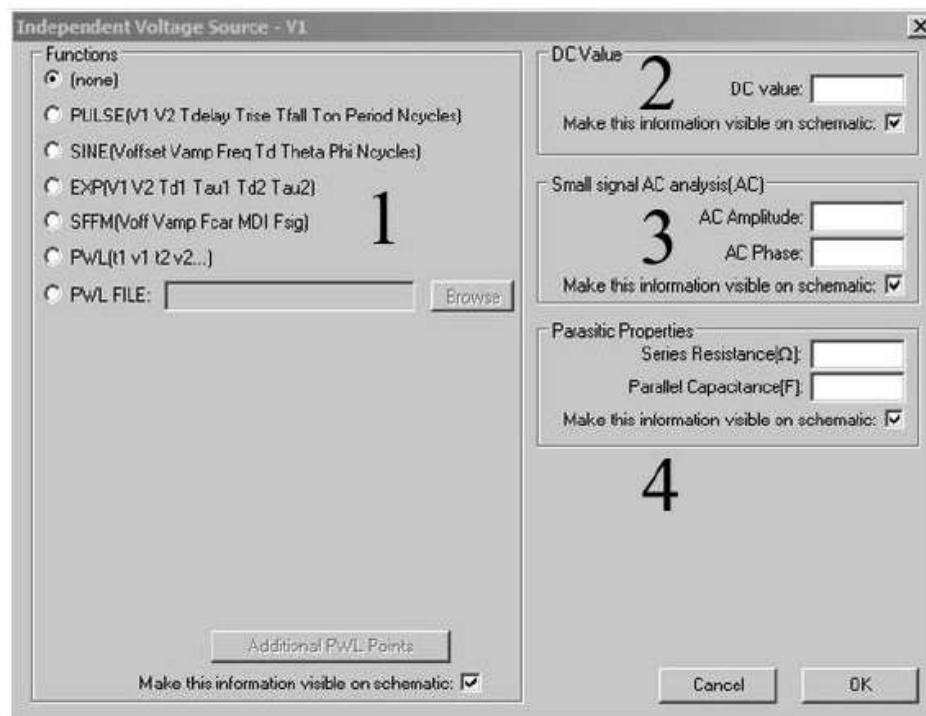 Independent Voltage Source - V1
Functions
(none)
PULSE(V1 V2 Tdelay Trise Tfall Ton Period Ncycles)
SINE(Voffset Vamp Freq Td Theta Phi Ncycles)
EXP(V1 V2 Td1 Tau1 Td2 Tau2)
SFFM(Voff Vamp Fcar MDI Fsig)
PWL(t1 v1 t2 v2...)
PWL FILE:
Browse
1
Additional PWL Points
Make this information visible on schematic:
DC Value
2
DC value:
Make this information visible on schematic:
Small signal AC analysis(.AC)
3
AC Amplitude:
AC Phase:
Make this information visible on schematic:
Parasitic Properties
Series Resistance[Ω]:
Parallel Capacitance[F]:
Make this information visible on schematic:
4
Cancel
OK